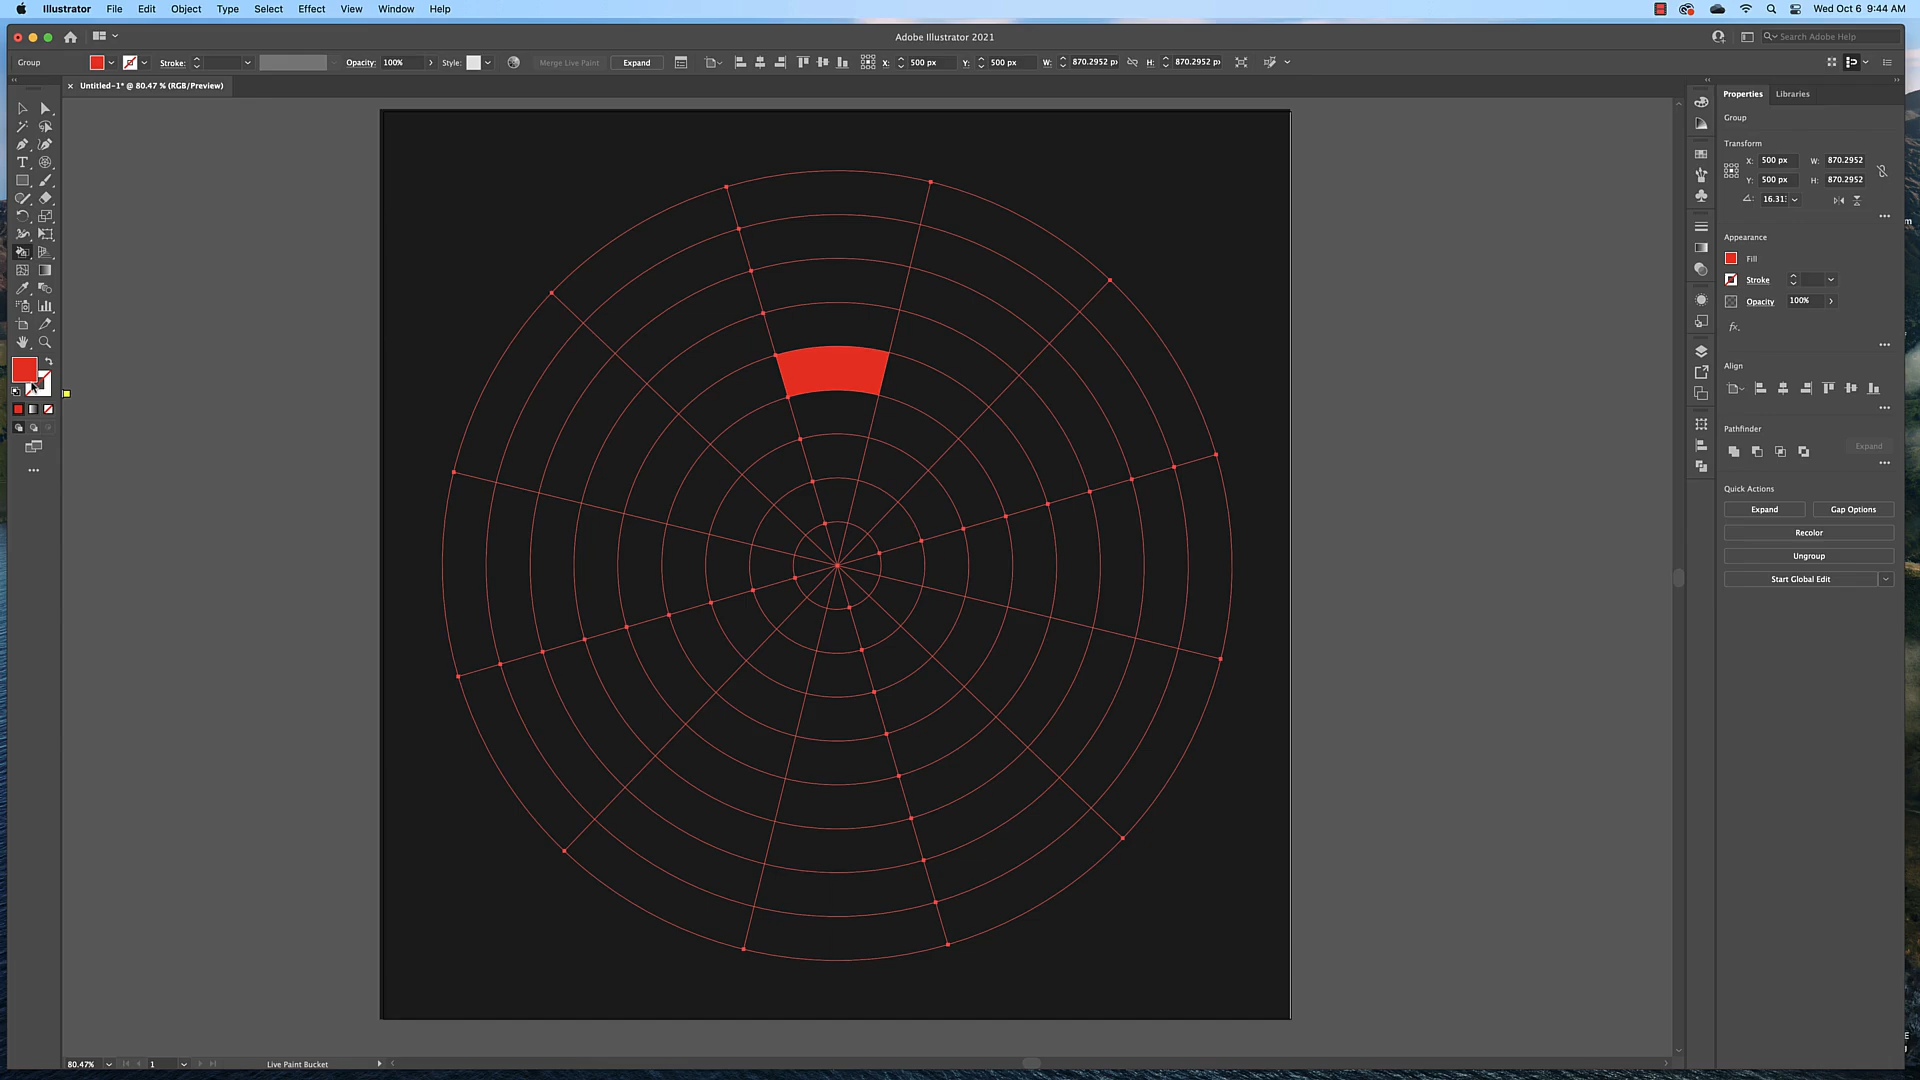 Illustrator File Edit Object Type Select Effect View Window Help
Wed Oct 6 9:44 AM
Adobe Illustrator 2021
Search Adobe Help
Group Stroke: Opacity: 100% Style: Merge Live Paint Expand X: 500 px Y: 500 px W: 870.2952 px H: 870.2952 px
× Untitled-1* @ 80.47 % (RGB/Preview)
Properties Libraries
Group
Transform
X: 500 px W: 870.2952
Y: 500 px H: 870.2952
Appearance
Fill
Stroke
Opacity 100%
fx.
Align
Pathfinder
Expand
Quick Actions
Expand Gap Options
Recolor
Ungroup
Start Global Edit
80.47% 1 Live Paint Bucket